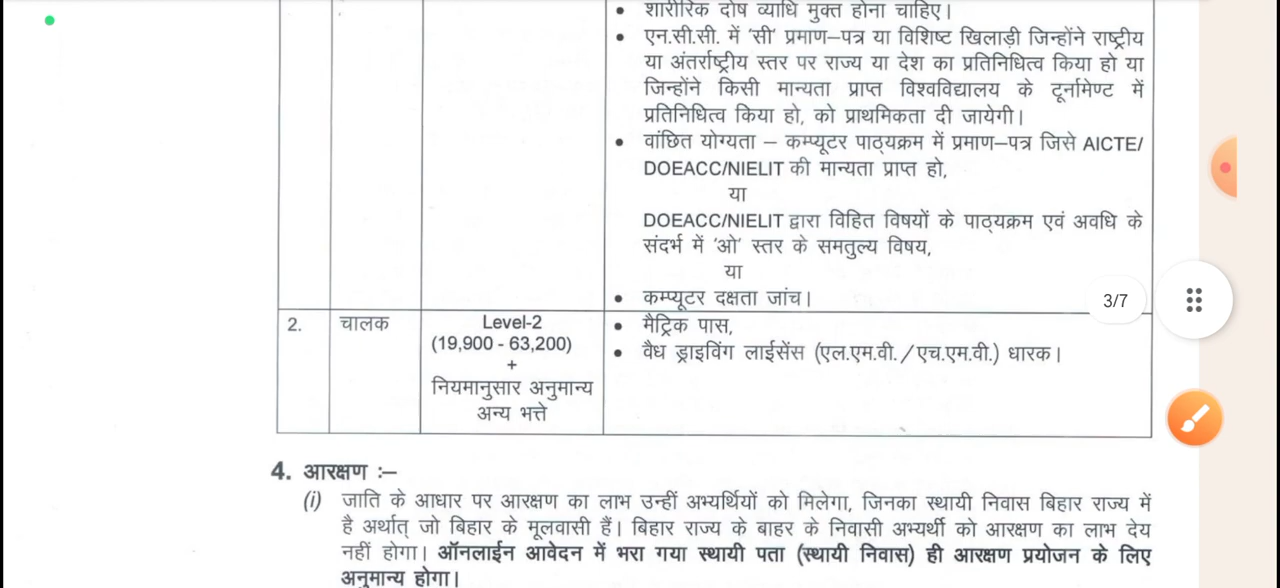 शारीरिक दोष व्याधि मुक्त होना चाहिए।
एन.सी.सी. में 'सी' प्रमाण–पत्र या विशिष्ट खिलाड़ी जिन्होंने राष्ट्रीय
या अंतर्राष्ट्रीय स्तर पर राज्य या देश का प्रतिनिधित्व किया हो या
जिन्होंने किसी मान्यता प्राप्त विश्वविद्यालय के टूर्नामेण्ट में
प्रतिनिधित्व किया हो, को प्राथमिकता दी जायेगी।
वांछित योग्यता – कम्प्यूटर पाठ्यक्रम में प्रमाण–पत्र जिसे AICTE/
DOEACC/NIELIT की मान्यता प्राप्त हो,
या
DOEACC/NIELIT द्वारा विहित विषयों के पाठ्यक्रम एवं अवधि के
संदर्भ में 'ओ' स्तर के समतुल्य विषय,
या
कम्प्यूटर दक्षता जांच।
3/7
2. चालक Level-2 मैट्रिक पास,
(19,900 - 63,200) वैध ड्राइविंग लाईसेंस (एल.एम.वी./एच.एम.वी.) धारक।
+
नियमानुसार अनुमान्य
अन्य भत्ते
4. आरक्षण :–
(i) जाति के आधार पर आरक्षण का लाभ उन्हीं अभ्यर्थियों को मिलेगा, जिनका स्थायी निवास बिहार राज्य में
है अर्थात् जो बिहार के मूलवासी हैं। बिहार राज्य के बाहर के निवासी अभ्यर्थी को आरक्षण का लाभ देय
नहीं होगा। ऑनलाईन आवेदन में भरा गया स्थायी पता (स्थायी निवास) ही आरक्षण प्रयोजन के लिए
अनुमान्य होगा।